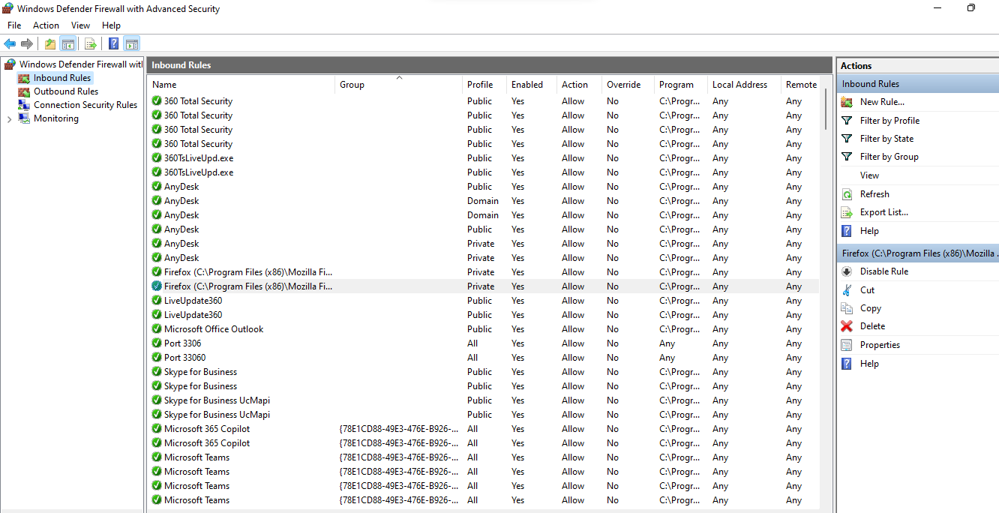 Windows Defender Firewall with Advanced Security
File Action View Help
Windows Defender Firewall witl
Inbound Rules
Outbound Rules
Connection Security Rules
Monitoring
Inbound Rules
Name Group Profile Enabled Action Override Program Local Address Remote
360 Total Security Public Yes Allow No C:\Progr... Any Any
360 Total Security Public Yes Allow No C:\Progr... Any Any
360 Total Security Public Yes Allow No C:\Progr... Any Any
360 Total Security Public Yes Allow No C:\Progr... Any Any
360TsLiveUpd.exe Public Yes Allow No C:\Progr... Any Any
360TsLiveUpd.exe Public Yes Allow No C:\Progr... Any Any
AnyDesk Public Yes Allow No C:\Progr... Any Any
AnyDesk Domain Yes Allow No C:\Progr... Any Any
AnyDesk Domain Yes Allow No C:\Progr... Any Any
AnyDesk Public Yes Allow No C:\Progr... Any Any
AnyDesk Private Yes Allow No C:\Progr... Any Any
AnyDesk Private Yes Allow No C:\Progr... Any Any
Firefox (C:\Program Files (x86)\Mozilla Fi... Private Yes Allow No C:\Progr... Any Any
Firefox (C:\Program Files (x86)\Mozilla Fi... Private Yes Allow No C:\Progr... Any Any
LiveUpdate360 Public Yes Allow No C:\Progr... Any Any
LiveUpdate360 Public Yes Allow No C:\Progr... Any Any
Microsoft Office Outlook Public Yes Allow No C:\Progr... Any Any
Port 3306 All Yes Allow No Any Any Any
Port 33060 All Yes Allow No Any Any Any
Skype for Business Public Yes Allow No C:\Progr... Any Any
Skype for Business Public Yes Allow No C:\Progr... Any Any
Skype for Business UcMapi Public Yes Allow No C:\Progr... Any Any
Skype for Business UcMapi Public Yes Allow No C:\Progr... Any Any
Microsoft 365 Copilot {78E1CD88-49E3-476E-B926-... All Yes Allow No C:\Progr... Any Any
Microsoft 365 Copilot {78E1CD88-49E3-476E-B926-... All Yes Allow No C:\Progr... Any Any
Microsoft Teams {78E1CD88-49E3-476E-B926-... All Yes Allow No C:\Progr... Any Any
Microsoft Teams {78E1CD88-49E3-476E-B926-... All Yes Allow No C:\Progr... Any Any
Microsoft Teams {78E1CD88-49E3-476E-B926-... All Yes Allow No C:\Progr... Any Any
Microsoft Teams {78E1CD88-49E3-476E-B926-... All Yes Allow No C:\Progr... Any Any
Actions
Inbound Rules
New Rule...
Filter by Profile
Filter by State
Filter by Group
View
Refresh
Export List...
Help
Firefox (C:\Program Files (x86)\Mozilla .
Disable Rule
Cut
Copy
Delete
Properties
Help